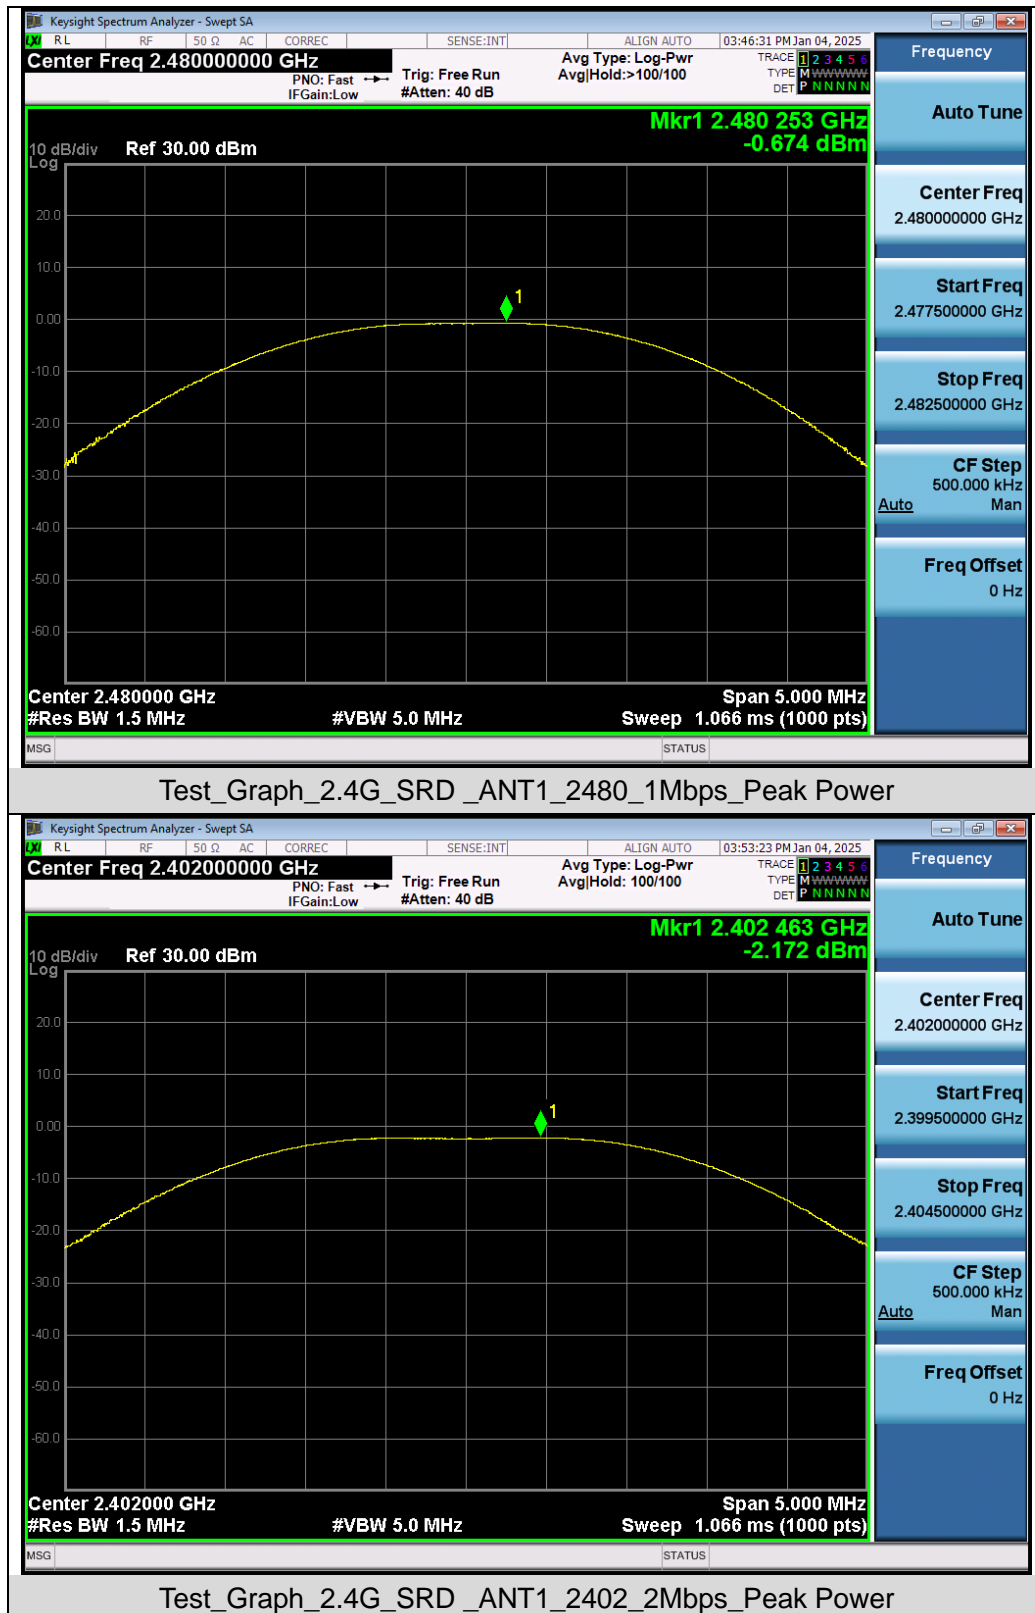 Keysight Spectrum Analyzer - Swept SA
LXI RL RF 50 Ω AC CORREC SENSE:INT ALIGN AUTO 03:46:31 PM Jan 04, 2025
Center Freq 2.480000000 GHz
PNO: Fast
IFGain:Low
Trig: Free Run
#Atten: 40 dB
Avg Type: Log-Pwr
Avg|Hold:>100/100
TRACE 1 2 3 4 5 6
TYPE M WWWWW
DET P N N N N N
Mkr1 2.480 253 GHz
-0.674 dBm
10 dB/div Ref 30.00 dBm
Log
20.0
10.0
0.00
-10.0
-20.0
-30.0
-40.0
-50.0
-60.0
Center 2.480000 GHz Span 5.000 MHz
#Res BW 1.5 MHz #VBW 5.0 MHz Sweep 1.066 ms (1000 pts)
MSG STATUS
Frequency
Auto Tune
Center Freq
2.480000000 GHz
Start Freq
2.477500000 GHz
Stop Freq
2.482500000 GHz
CF Step
500.000 kHz
Auto Man
Freq Offset
0 Hz
Test_Graph_2.4G_SRD _ANT1_2480_1Mbps_Peak Power
Keysight Spectrum Analyzer - Swept SA
LXI RL RF 50 Ω AC CORREC SENSE:INT ALIGN AUTO 03:53:23 PM Jan 04, 2025
Center Freq 2.402000000 GHz
PNO: Fast
IFGain:Low
Trig: Free Run
#Atten: 40 dB
Avg Type: Log-Pwr
Avg|Hold: 100/100
TRACE 1 2 3 4 5 6
TYPE M WWWWW
DET P N N N N N
Mkr1 2.402 463 GHz
-2.172 dBm
10 dB/div Ref 30.00 dBm
Log
20.0
10.0
0.00
-10.0
-20.0
-30.0
-40.0
-50.0
-60.0
Center 2.402000 GHz Span 5.000 MHz
#Res BW 1.5 MHz #VBW 5.0 MHz Sweep 1.066 ms (1000 pts)
MSG STATUS
Frequency
Auto Tune
Center Freq
2.402000000 GHz
Start Freq
2.399500000 GHz
Stop Freq
2.404500000 GHz
CF Step
500.000 kHz
Auto Man
Freq Offset
0 Hz
Test_Graph_2.4G_SRD _ANT1_2402_2Mbps_Peak Power